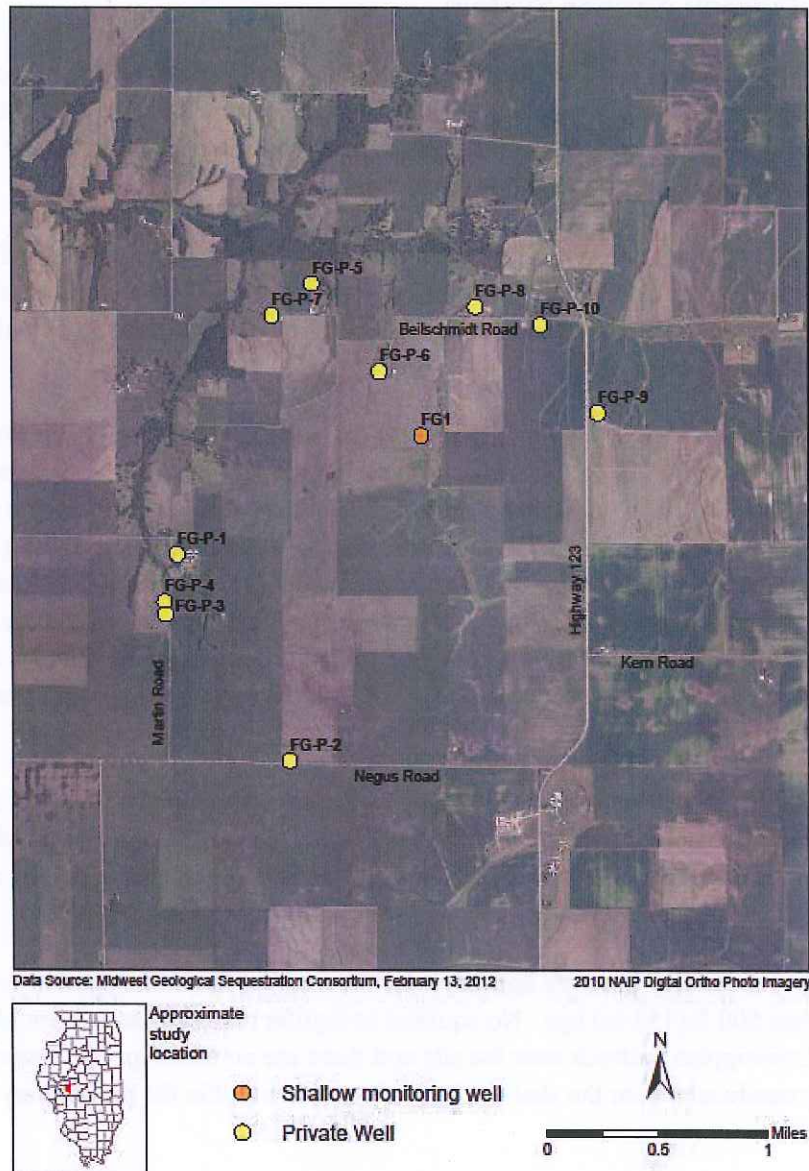 FG-P-5
FG-P-7
FG-P-8
FG-P-10
Beilschmidt Road
FG-P-6
FG-P-9
FG1
FG-P-1
FG-P-4
FG-P-3
Highway 123
Kern Road
Martin Road
FG-P-2
Negus Road
Data Source: Midwest Geological Sequestration Consortium, February 13, 2012 2010 NAIP Digital Ortho Photo Imagery
Approximate
study
location
N
Shallow monitoring well
Private Well
Miles
0 0.5 1